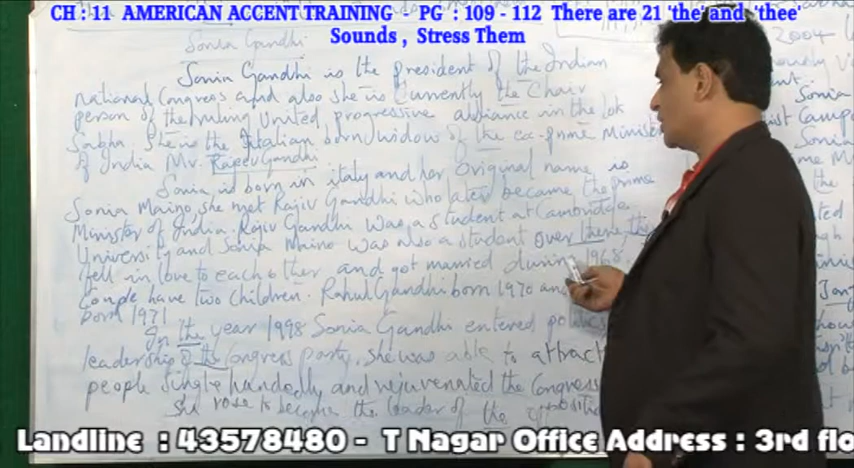 CH : 11 AMERICAN ACCENT TRAINING - PG : 109 - 112 There are 21 'the' and 'thee'
Sounds , Stress Them
Sonia Gandhi
2004
Sonia Gandhi is the president of the Indian
national Congress and also she is Currently the Chair
person of the ruling United progressive alliance in the lok
Sabha. She is the Italian born widow of the ex-prime Minister
of India Mr. Rajeev Gandhi
Sonia is born in italy and her original name is
Sonia Maino, she met Rajiv Gandhi who later became the prime
Minister of India. Rajiv Gandhi was a student at Cambridge
University and Sonia Maino was also a student over there, the
fell in love to each other and got married during 1968,
Couple have two children. Rahul Gandhi born 1970 and
born 1971
In the year 1998 Sonia Gandhi entered
leadership of the Congress party. she was able to attract
people single handedly and rejuvenated the Congress
She rose to become the leader of the
Landline : 43578480 - T Nagar Office Address : 3rd flo